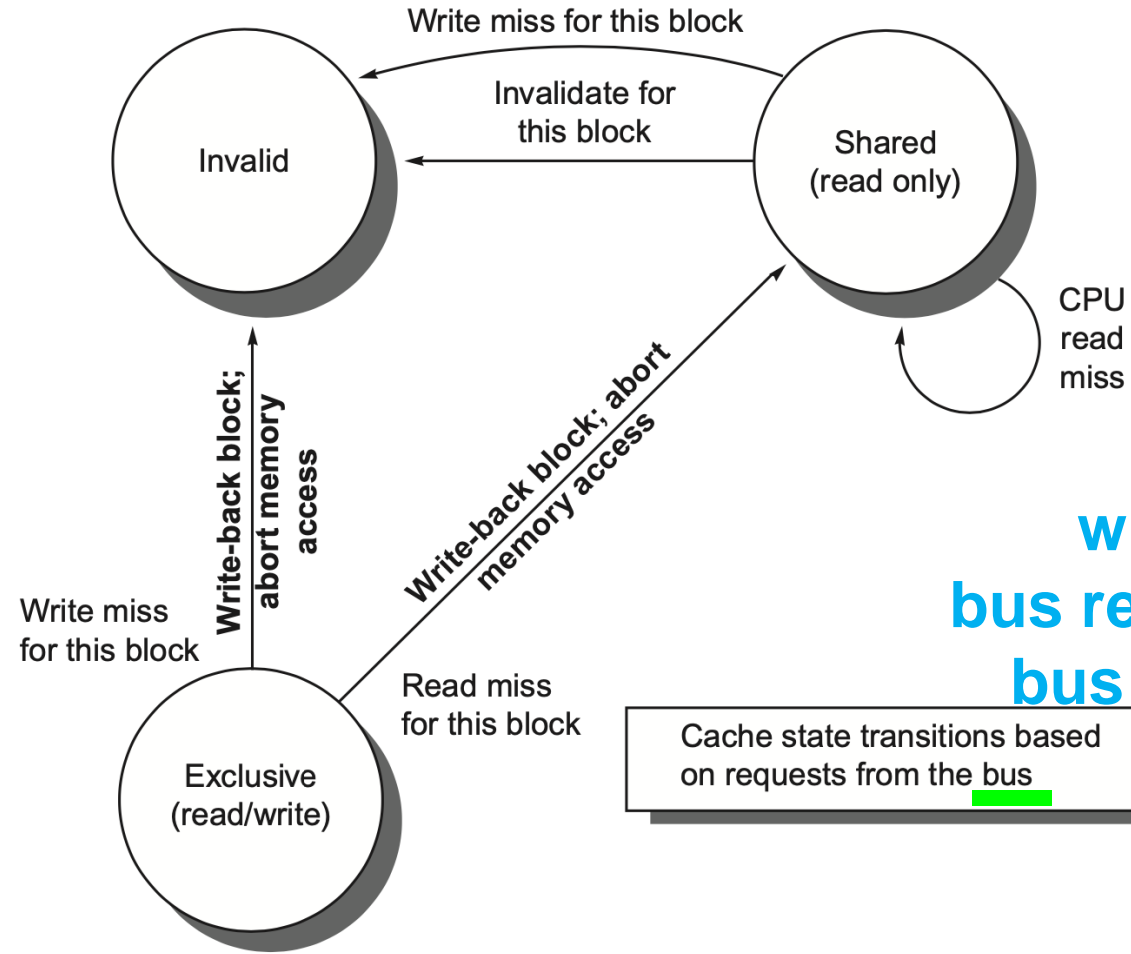 Write miss for this block
Invalidate for
this block
Invalid
Shared
(read only)
CPU
read
miss
Write-back block;
abort memory
access
Write-back block; abort
memory access
Write miss
for this block
Read miss
for this block
Exclusive
(read/write)
bus
bus
Cache state transitions based
on requests from the bus